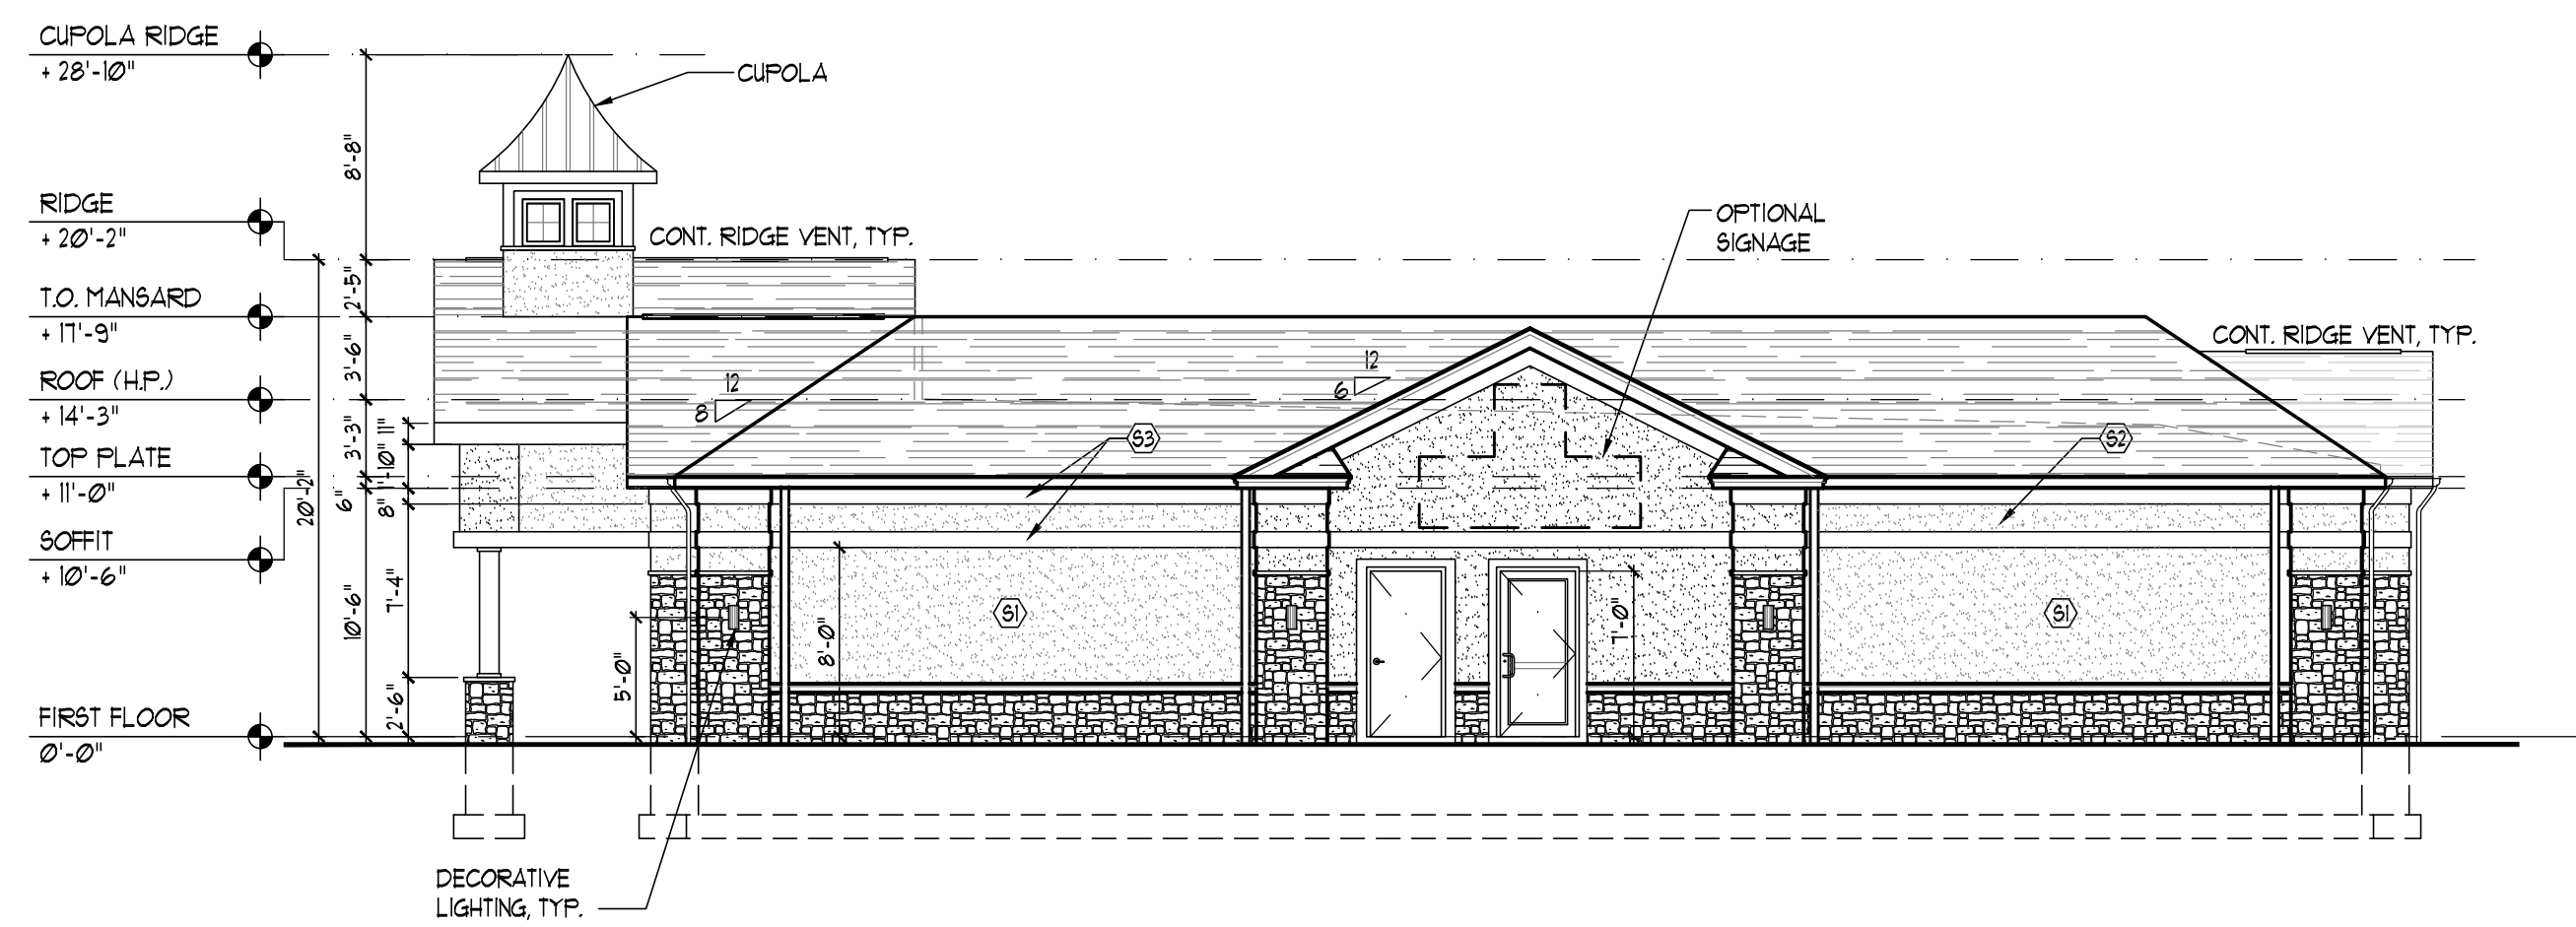 CUPOLA RIDGE
+ 28'-10"
CUPOLA
8'-8"
RIDGE
+ 20'-2"
CONT. RIDGE VENT, TYP.
OPTIONAL
SIGNAGE
2'-5"
T.O. MANSARD
+ 17'-9"
CONT. RIDGE VENT, TYP.
3'-6"
12
8
12
6
ROOF (H.P.)
+ 14'-3"
3'-3"
11"
S3
S2
TOP PLATE
+ 11'-0"
1'-10"
20'-2"
6"
8"
SOFFIT
+ 10'-6"
10'-6"
7'-4"
S1
8'-0"
7'-0"
S1
5'-0"
2'-6"
FIRST FLOOR
0'-0"
DECORATIVE
LIGHTING, TYP.